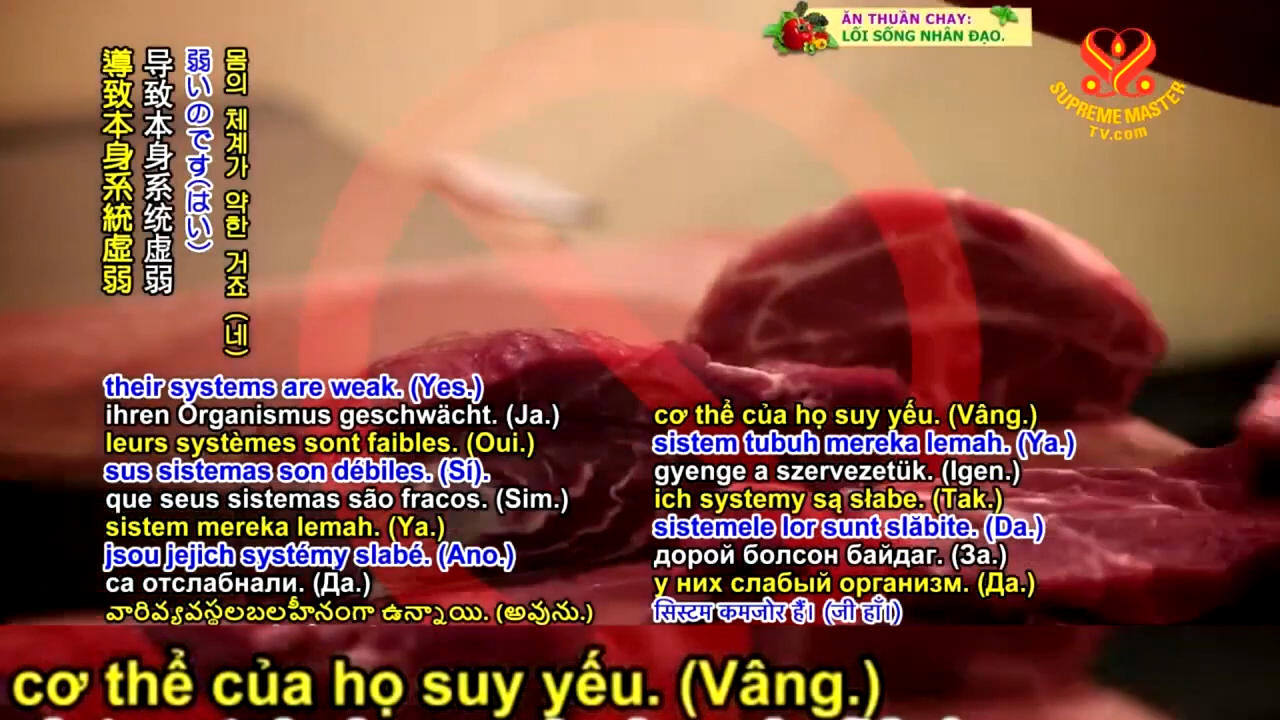 ĂN THUẦN CHAY:
LỐI SỐNG NHÂN ĐẠO.
SUPREME MASTER
TV.com
導致本身系統虛弱
导致本身系统虚弱
弱いのです(はい)
몸의 체계가 약한 거죠 (네)
their systems are weak. (Yes.)
ihren Organismus geschwächt. (Ja.)
leurs systèmes sont faibles. (Oui.)
sus sistemas son débiles. (Sí).
que seus sistemas são fracos. (Sim.)
sistem mereka lemah. (Ya.)
jsou jejich systémy slabé. (Ano.)
са отслабнали. (Да.)
వారివ్యవస్థలబలహీనంగా ఉన్నాయి. (అవును.)
cơ thể của họ suy yếu. (Vâng.)
sistem tubuh mereka lemah. (Ya.)
gyenge a szervezetük. (Igen.)
ich systemy są słabe. (Tak.)
sistemele lor sunt slăbite. (Da.)
дорой болсон байдаг. (За.)
у них слабый организм. (Да.)
सिस्टम कमजोर हैं। (जी हाँ।)
cơ thể của họ suy yếu. (Vâng.)